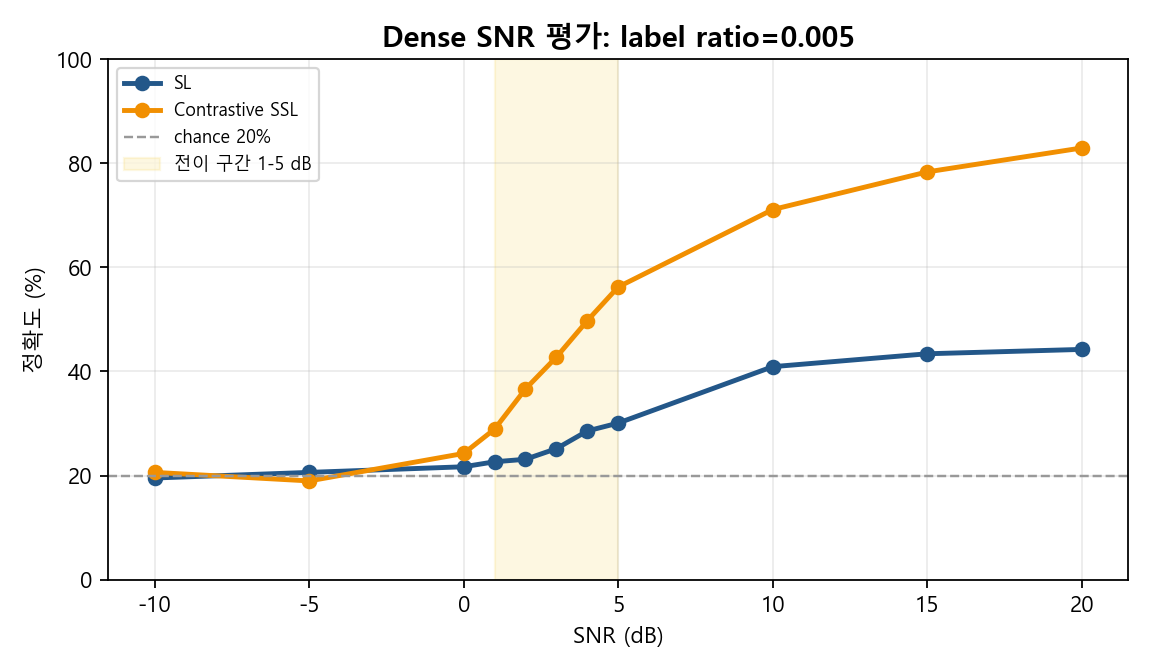 Dense SNR 평가: label ratio=0.005
SL
Contrastive SSL
chance 20%
전이 구간 1-5 dB
정확도 (%)
100
80
60
40
20
0
-10
-5
0
5
10
15
20
SNR (dB)